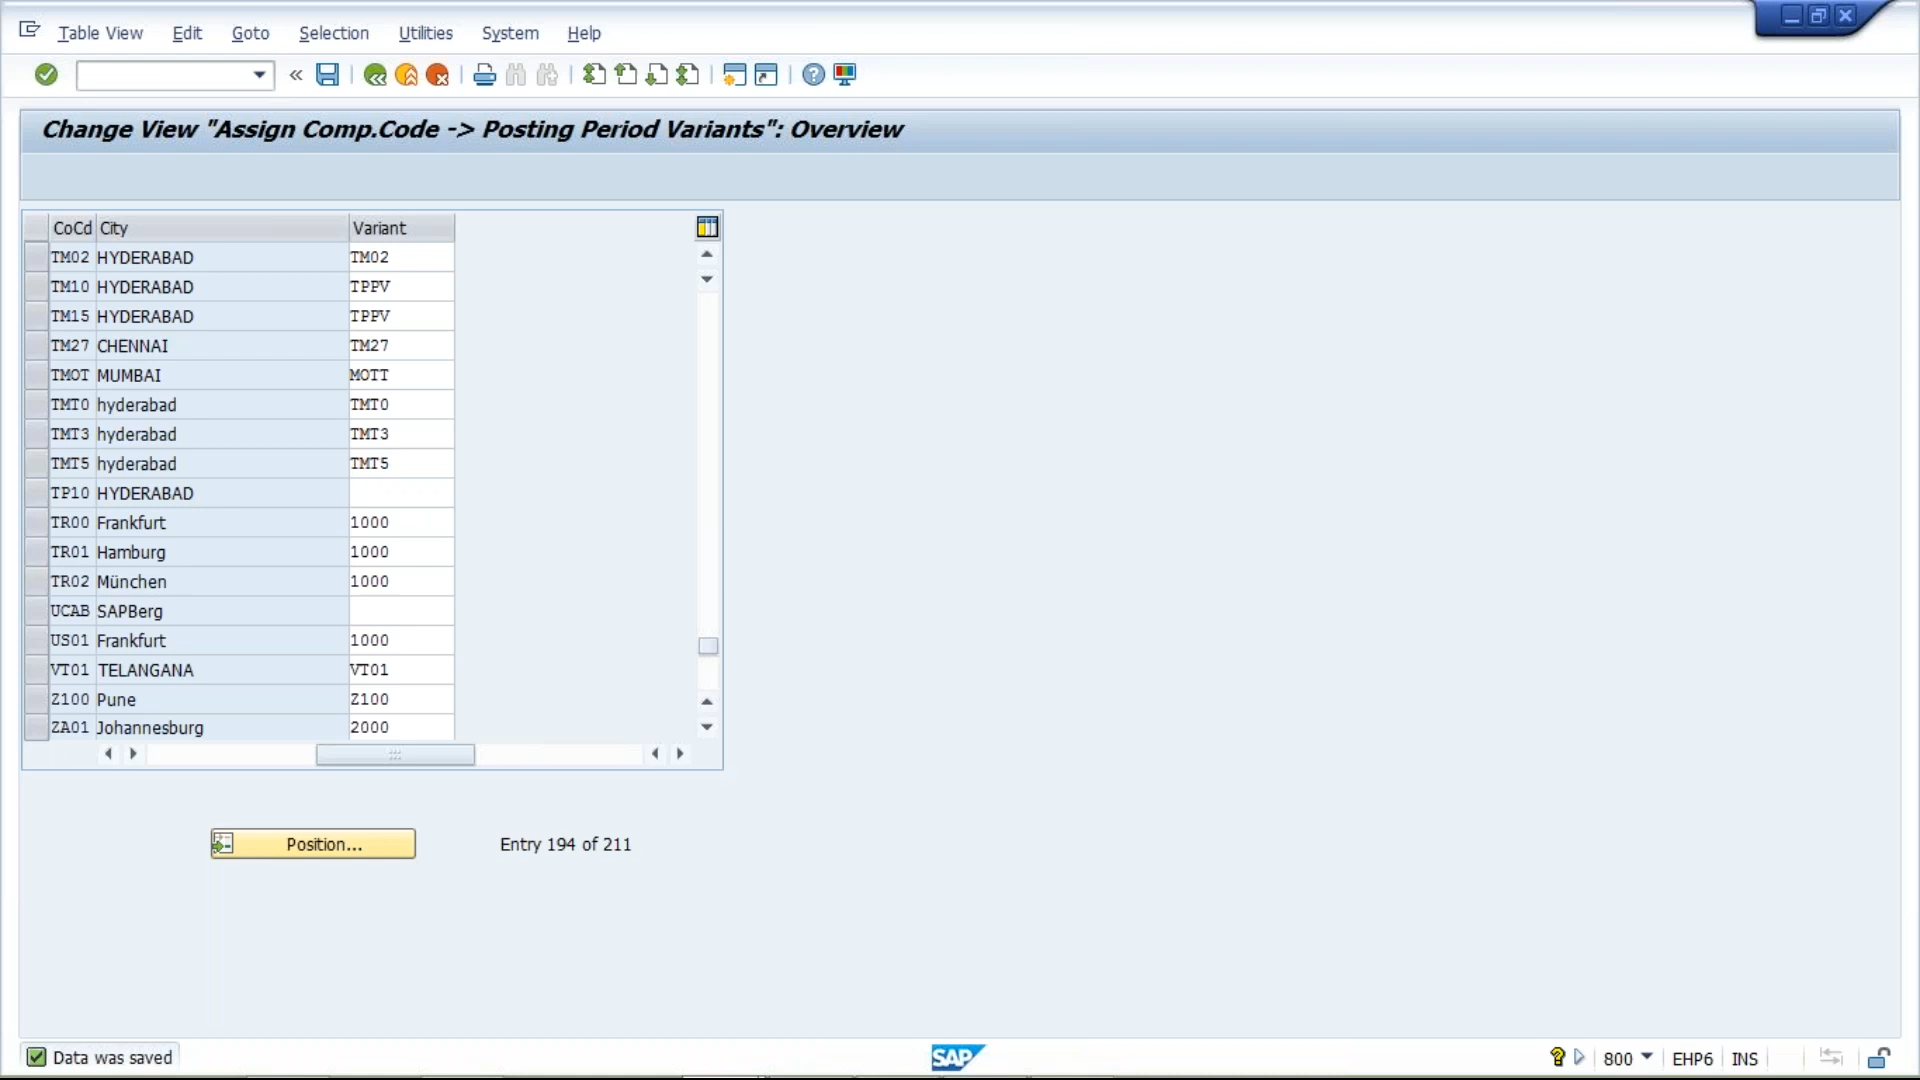 Table View Edit Goto Selection Utilities System Help
Change View "Assign Comp.Code -> Posting Period Variants": Overview
CoCd City Variant
TM02 HYDERABAD TM02
TM10 HYDERABAD TPPV
TM15 HYDERABAD TPPV
TM27 CHENNAI TM27
TMOT MUMBAI MOTT
TMT0 hyderabad TMT0
TMT3 hyderabad TMT3
TMT5 hyderabad TMT5
TP10 HYDERABAD
TR00 Frankfurt 1000
TR01 Hamburg 1000
TR02 München 1000
UCAB SAPBerg
US01 Frankfurt 1000
VT01 TELANGANA VT01
Z100 Pune Z100
ZA01 Johannesburg 2000
Position... Entry 194 of 211
Data was saved SAP 800 EHP6 INS